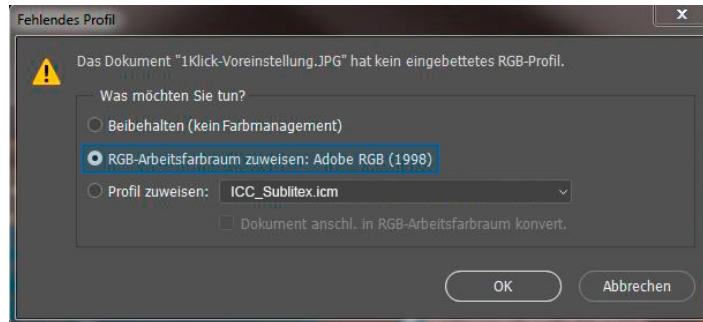 Fehlendes Profil
Das Dokument "1Klick-Voreinstellung.JPG" hat kein eingebettetes RGB-Profil.
Was möchten Sie tun?
Beibehalten (kein Farbmanagement)
RGB-Arbeitsfarbraum zuweisen: Adobe RGB (1998)
Profil zuweisen: ICC_Sublitex.icm
Dokument anschl. in RGB-Arbeitsfarbraum konvert.
OK Abbrechen